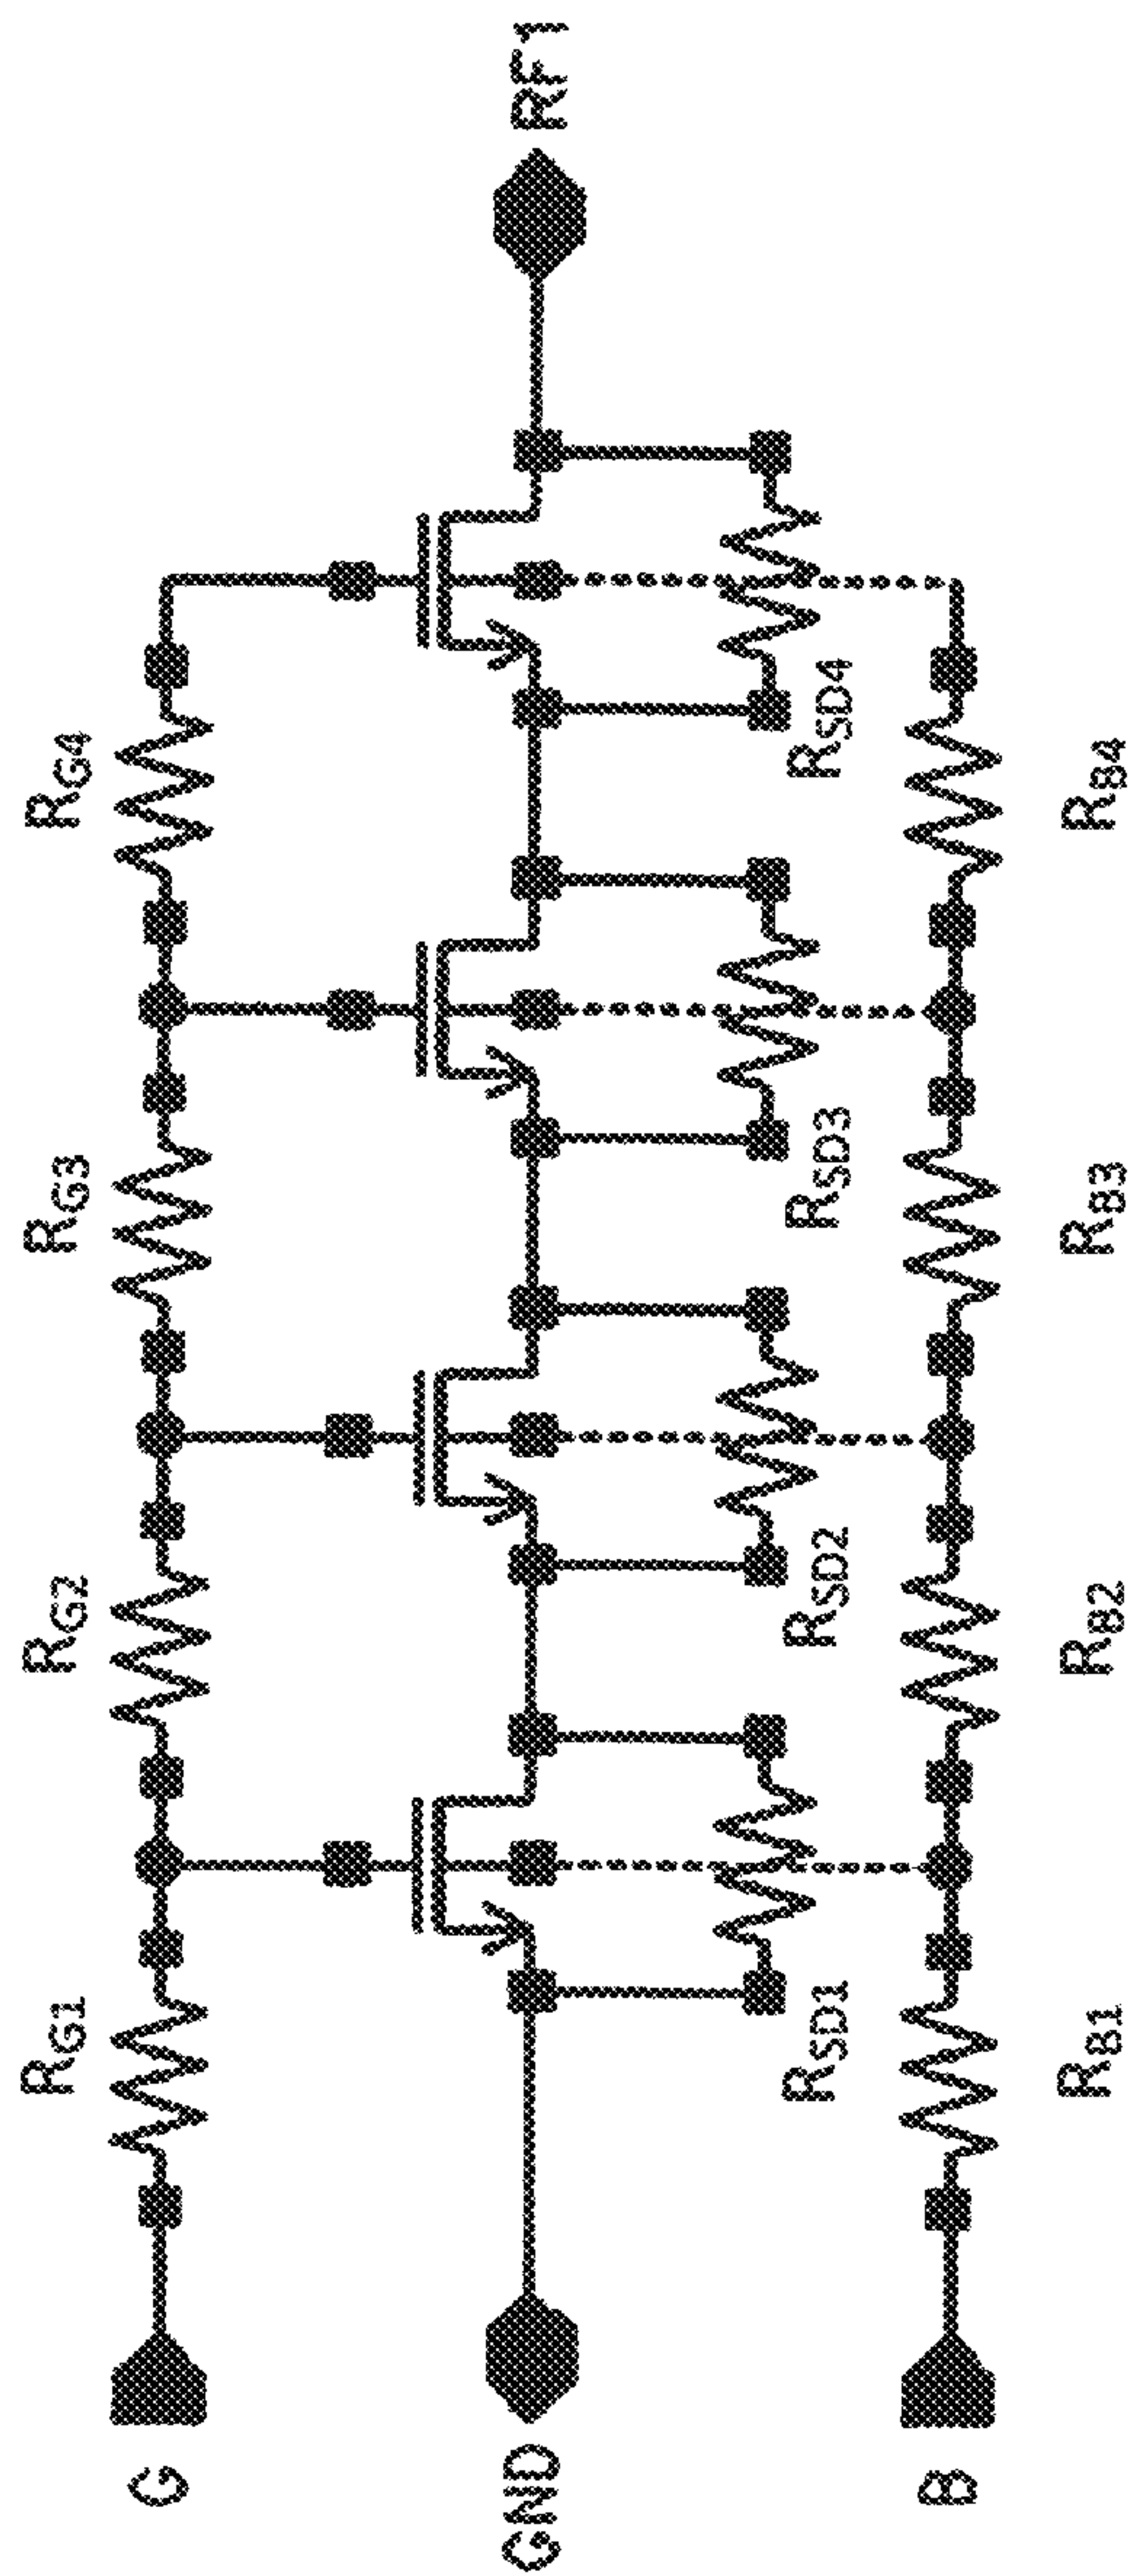 RG1
RG2
RG3
RG4
G
GND
RF1
RSD1
RSD2
RSD3
RSD4
B
RB1
RB2
RB3
RB4